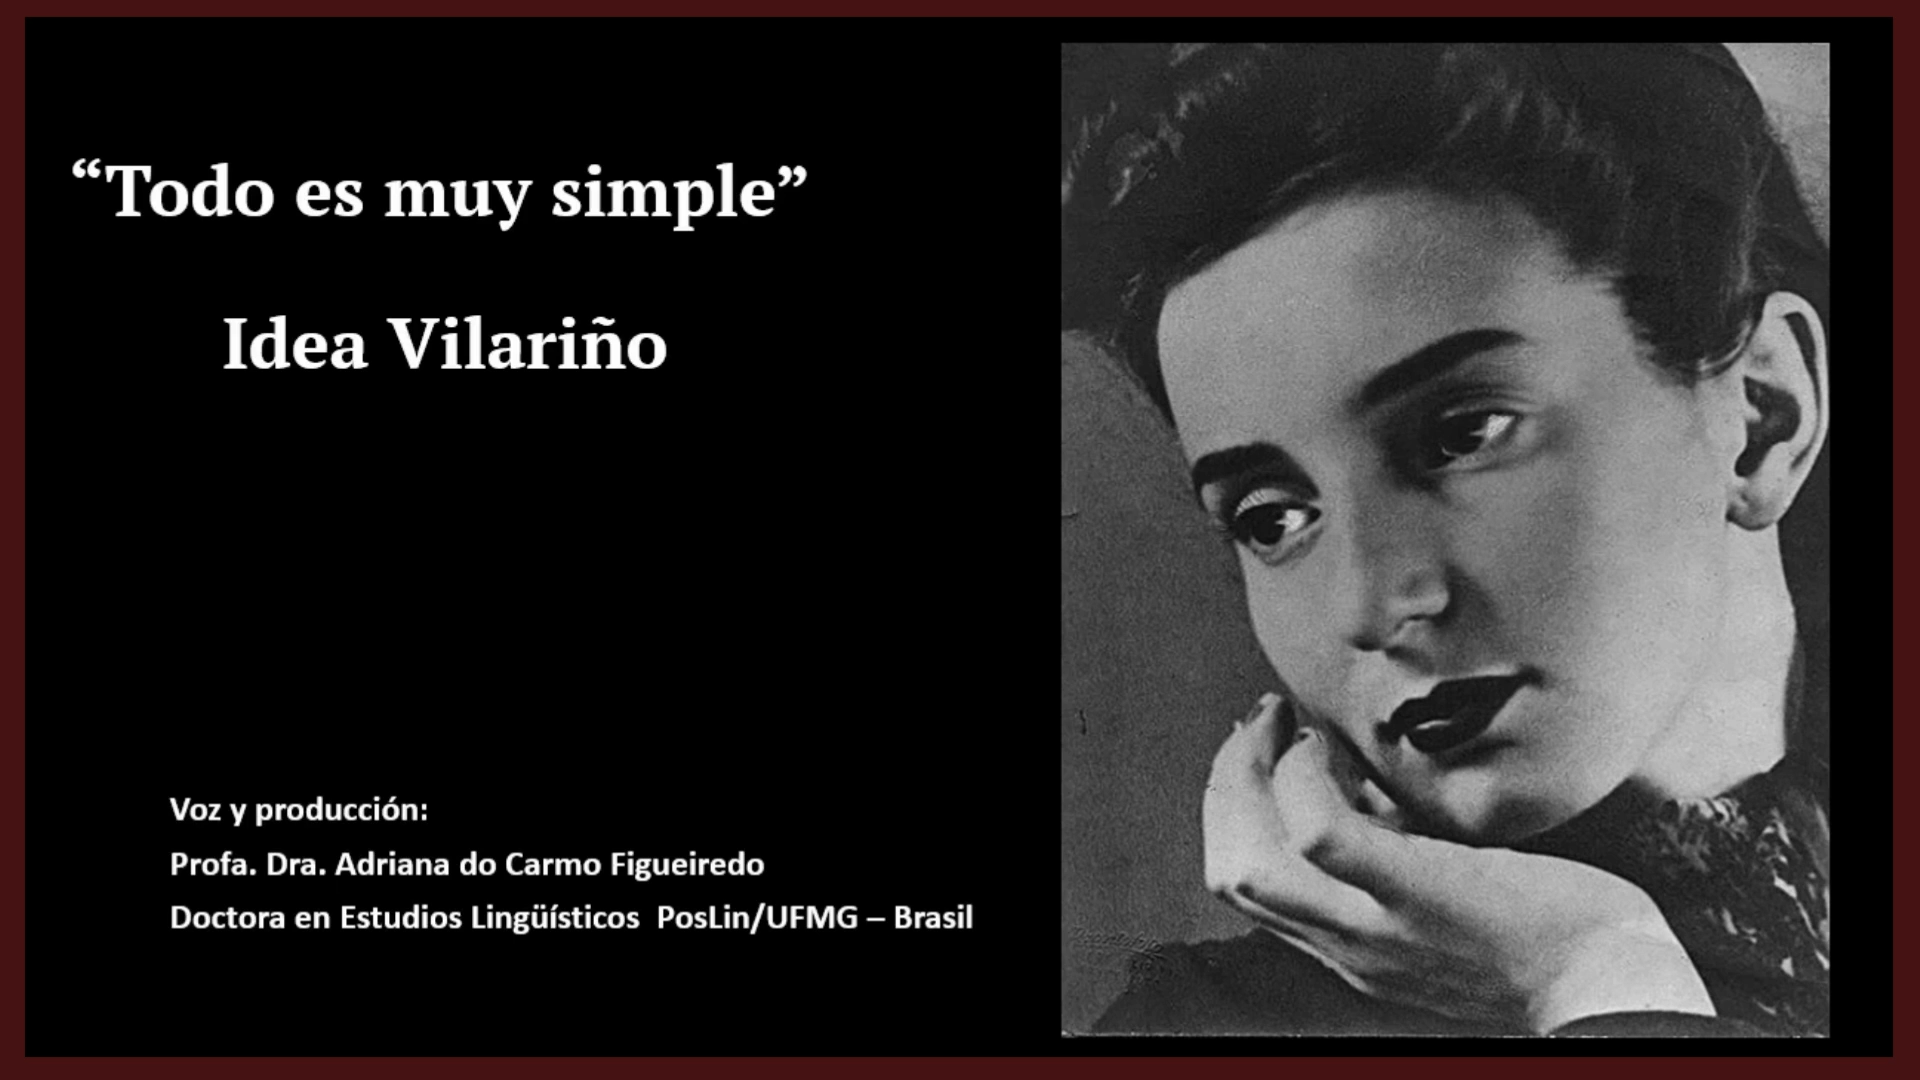 “Todo es muy simple”
Idea Vilariño
Voz y producción:
Profa. Dra. Adriana do Carmo Figueiredo
Doctora en Estudios Lingüísticos  PosLin/UFMG – Brasil